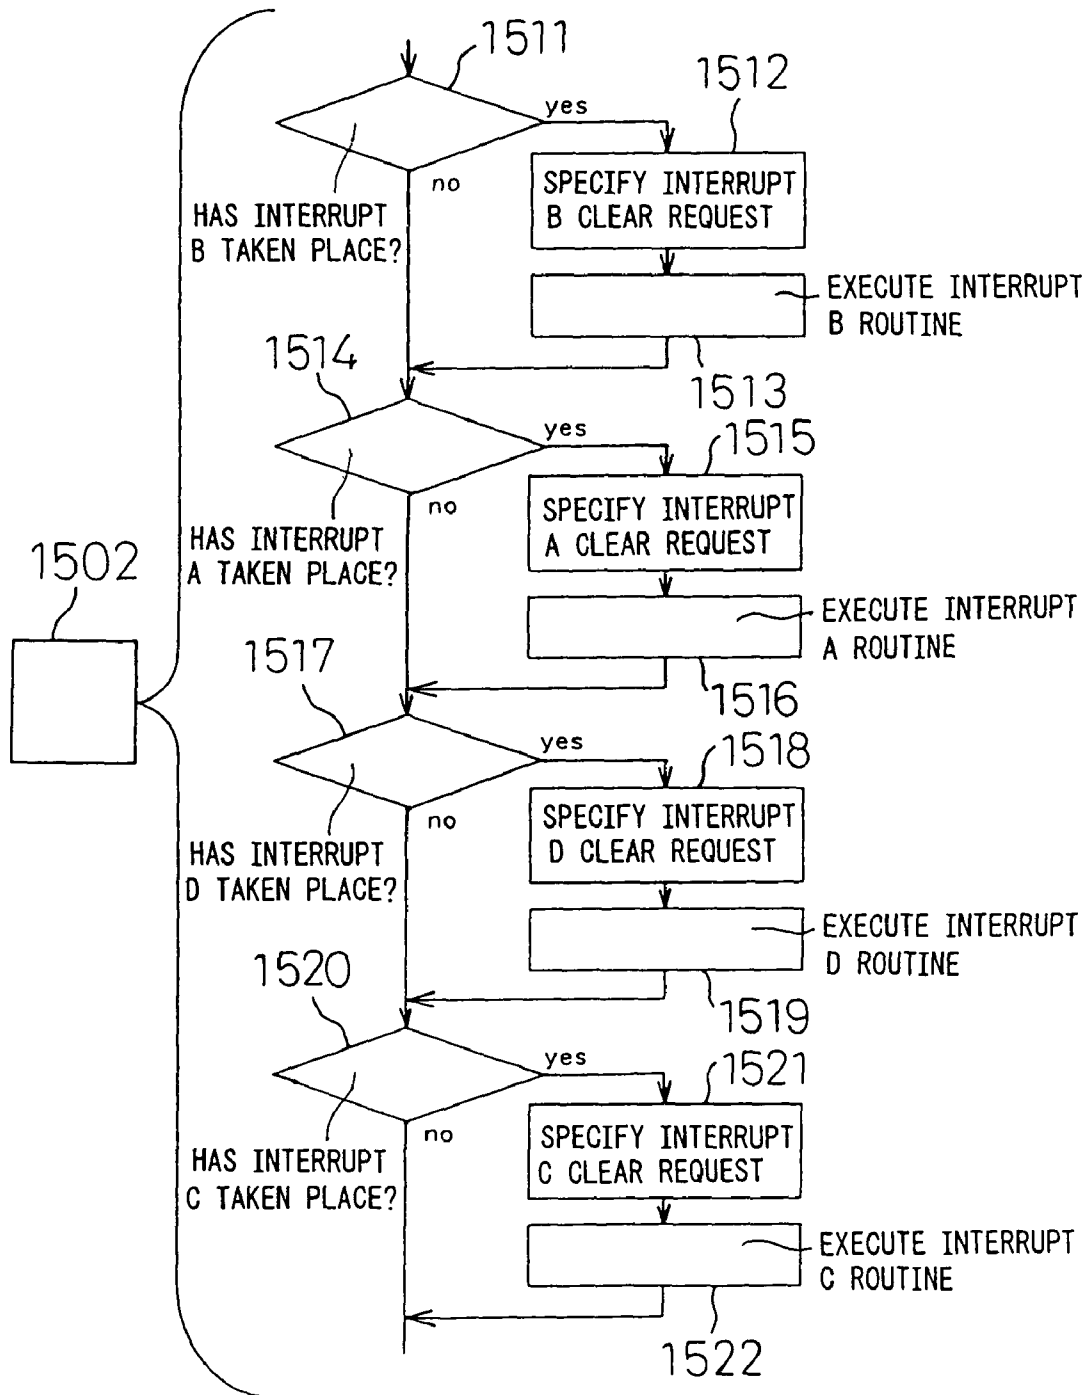 1511
1512
yes
SPECIFY INTERRUPT
B CLEAR REQUEST
no
HAS INTERRUPT
B TAKEN PLACE?
EXECUTE INTERRUPT
B ROUTINE
1513
1514
1515
yes
SPECIFY INTERRUPT
A CLEAR REQUEST
no
HAS INTERRUPT
A TAKEN PLACE?
1502
EXECUTE INTERRUPT
A ROUTINE
1516
1517
1518
yes
SPECIFY INTERRUPT
D CLEAR REQUEST
no
HAS INTERRUPT
D TAKEN PLACE?
EXECUTE INTERRUPT
D ROUTINE
1519
1520
1521
yes
SPECIFY INTERRUPT
C CLEAR REQUEST
no
HAS INTERRUPT
C TAKEN PLACE?
EXECUTE INTERRUPT
C ROUTINE
1522